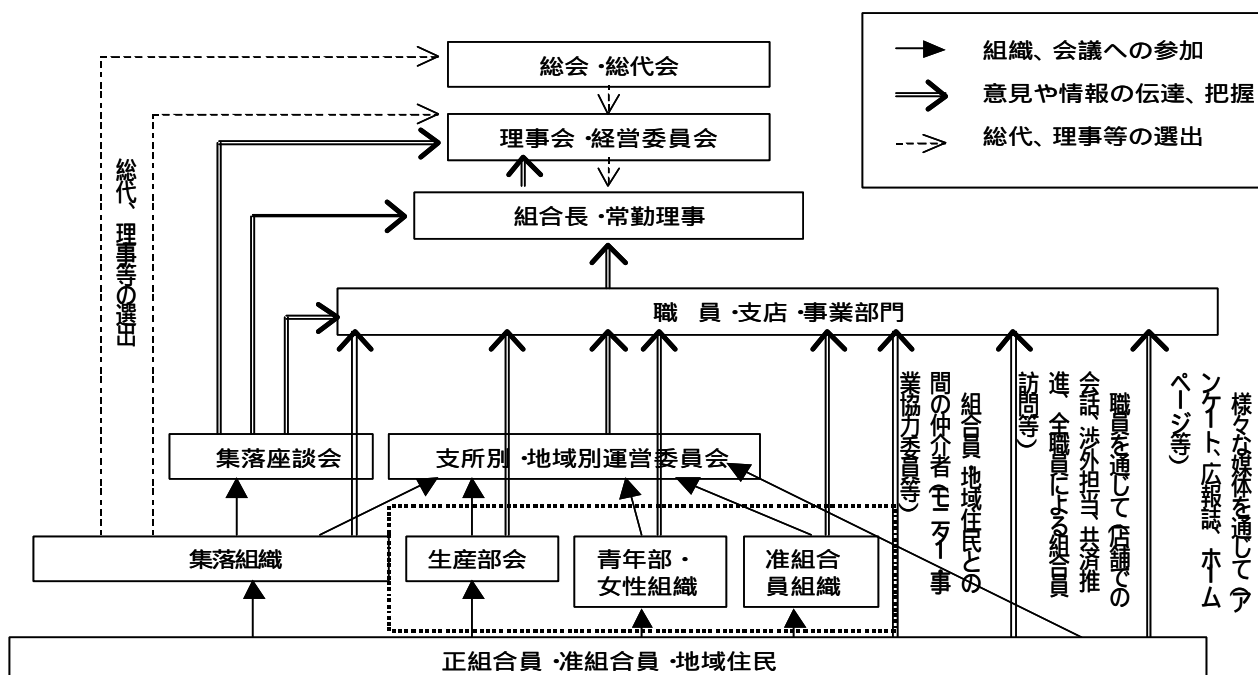 組織、会議への参加
意見や情報の伝達、把握
総代、理事等の選出
総会・総代会
理事会・経営委員会
組合長・常勤理事
総代、理事等の選出
職 員・支店・事業部門
組合員・地域住民との
間の仲介者(モニター・事
業協力委員等)
職員を通じて(店舗での
会話、渉外担当、共済推
進、全職員による組合員
訪問等)
様々な媒体を通じて(ア
ンケート、広報誌、ホーム
ページ等)
集落座談会
支所別・地域別運営委員会
集落組織
生産部会
青年部・
女性組織
准組合
員組織
正組合員・准組合員・地域住民